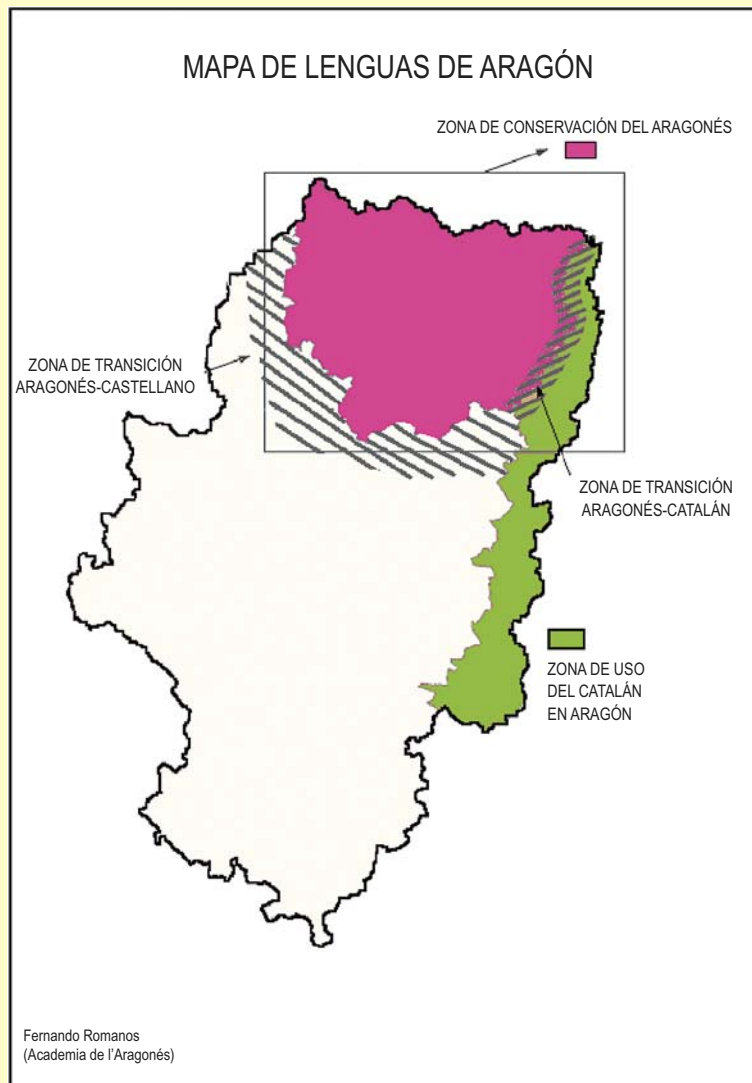 MAPA DE LENGUAS DE ARAGÓN
ZONA DE CONSERVACIÓN DEL ARAGONÉS
ZONA DE TRANSICIÓN
ARAGONÉS-CASTELLANO
ZONA DE TRANSICIÓN
ARAGONÉS-CATALÁN
ZONA DE USO
DEL CATALÁN
EN ARAGÓN
Fernando Romanos
(Academia de l'Aragonés)